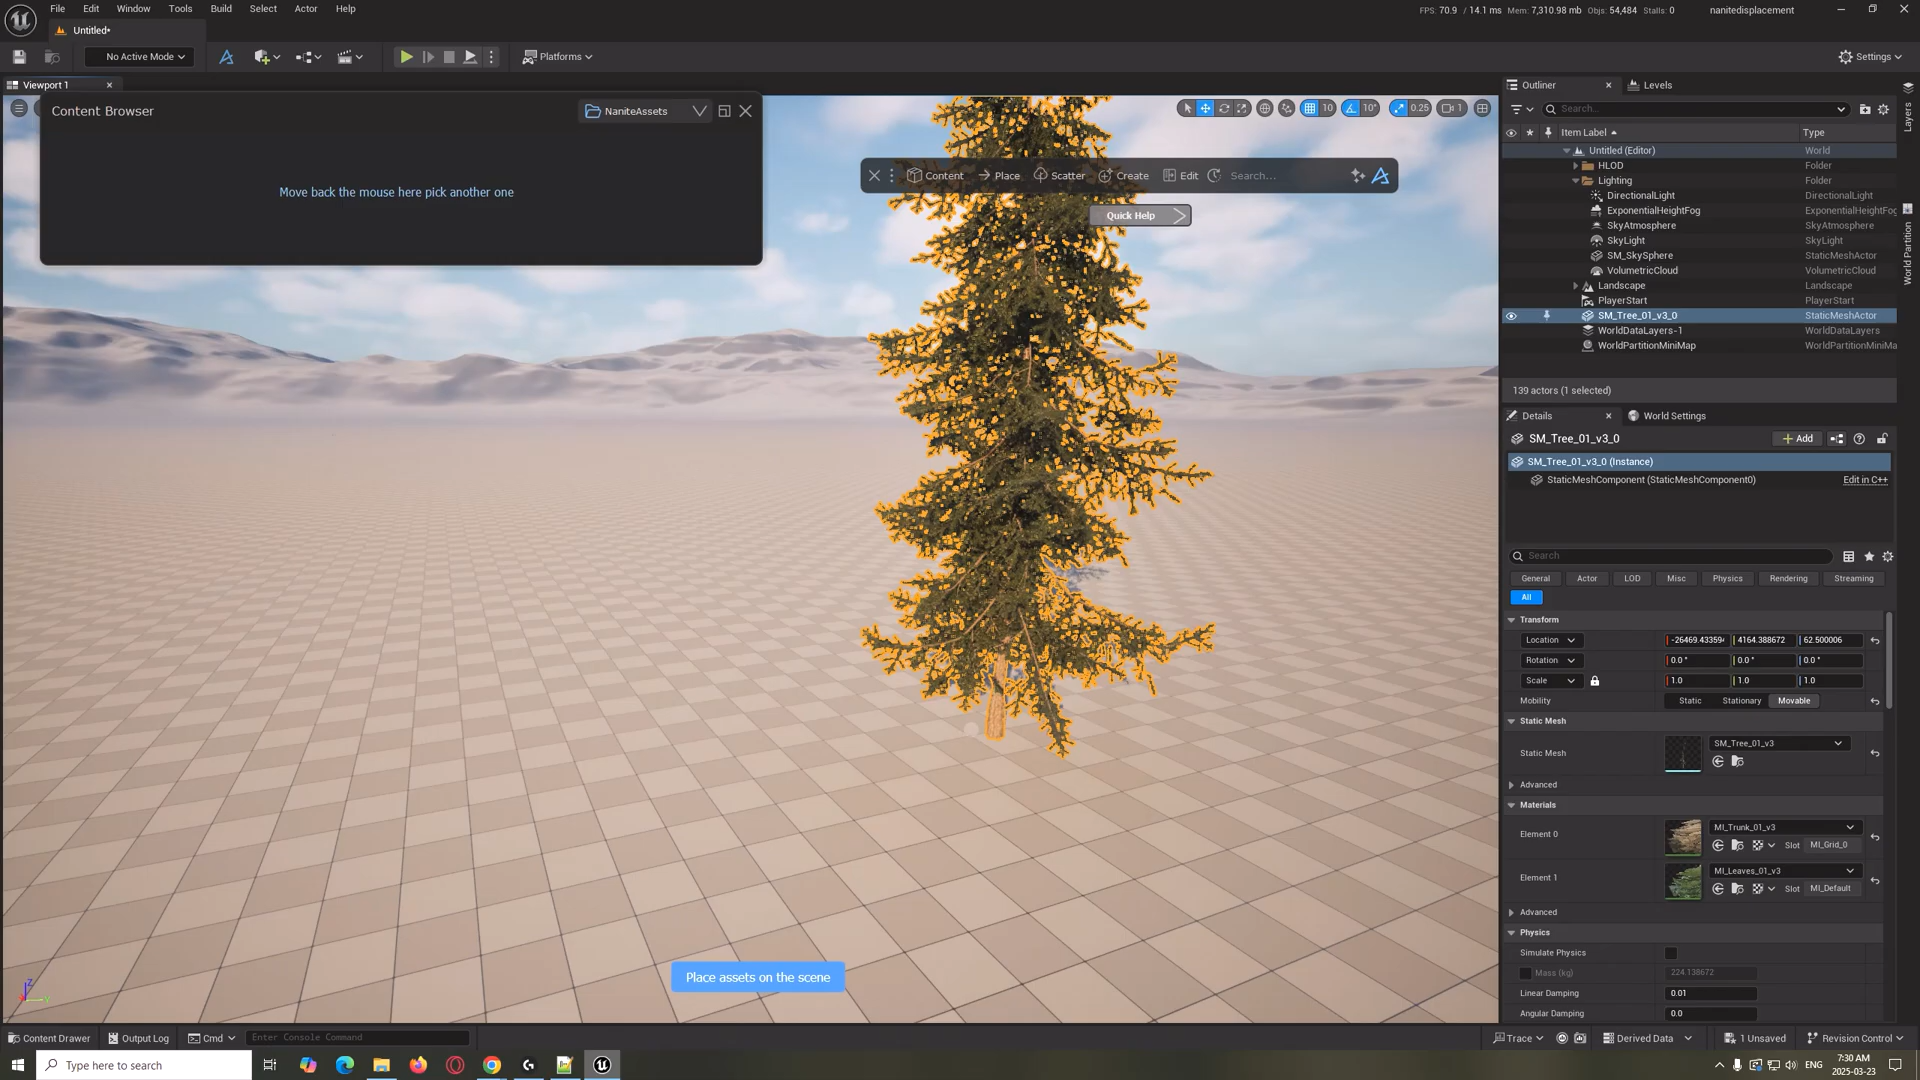 File Edit Window Tools Build Select Actor Help
FPS: 70.9 / 14.1 ms Mem: 7,310.98 mb Objs: 54,484 Stalls: 0 nanitedisplacement
Untitled*
No Active Mode
Platforms
Settings
Viewport 1
Content Browser
NaniteAssets
Move back the mouse here pick another one
10 10° 0.25 1
Content Place Scatter Create Edit Search...
Quick Help
Place assets on the scene
Outliner Levels
Search...
Item Label Type
Untitled (Editor) World
HLOD Folder
Lighting Folder
DirectionalLight DirectionalLight
ExponentialHeightFog ExponentialHeightFog
SkyAtmosphere SkyAtmosphere
SkyLight SkyLight
SM_SkySphere StaticMeshActor
VolumetricCloud VolumetricCloud
Landscape Landscape
PlayerStart PlayerStart
SM_Tree_01_v3_0 StaticMeshActor
WorldDataLayers-1 WorldDataLayers
WorldPartitionMiniMap WorldPartitionMiniMa
139 actors (1 selected)
Layers
World Partition
Details World Settings
SM_Tree_01_v3_0
Add
SM_Tree_01_v3_0 (Instance)
StaticMeshComponent (StaticMeshComponent0) Edit in C++
Search
General Actor LOD Misc Physics Rendering Streaming
All
Transform
Location -26469.43359 4164.388672 62.500006
Rotation 0.0 ° 0.0 ° 0.0 °
Scale 1.0 1.0 1.0
Mobility Static Stationary Movable
Static Mesh
Static Mesh SM_Tree_01_v3
Advanced
Materials
Element 0 MI_Trunk_01_v3
Slot MI_Grid_0
Element 1 MI_Leaves_01_v3
Slot MI_Default
Advanced
Physics
Simulate Physics
Mass (kg) 224.138672
Linear Damping 0.01
Angular Damping 0.0
Content Drawer Output Log Cmd Enter Console Command
Trace Derived Data 1 Unsaved Revision Control
Type here to search
ENG
7:30 AM
2025-03-23